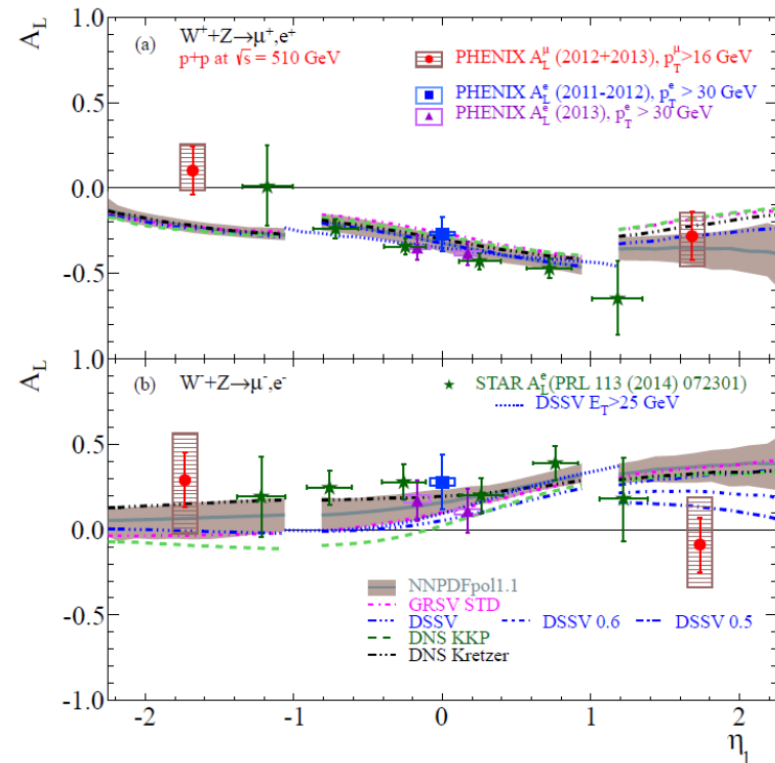 A_L
1.0
0.5
0.0
-0.5
(a) W⁺+Z→μ⁺,e⁺
p+p at √s = 510 GeV
PHENIX A_L^μ (2012+2013), p_T^μ>16 GeV
PHENIX A_L^e (2011-2012), p_T^e > 30 GeV
PHENIX A_L^e (2013), p_T^e > 30 GeV
A_L
1.0
0.5
0.0
-0.5
-1.0
(b) W⁻+Z→μ⁻,e⁻
STAR A_L^e(PRL 113 (2014) 072301)
DSSV E_T>25 GeV
NNPDFpol1.1
GRSV STD
DSSV DSSV 0.6 DSSV 0.5
DNS KKP
DNS Kretzer
-2 -1 0 1 2
η_l